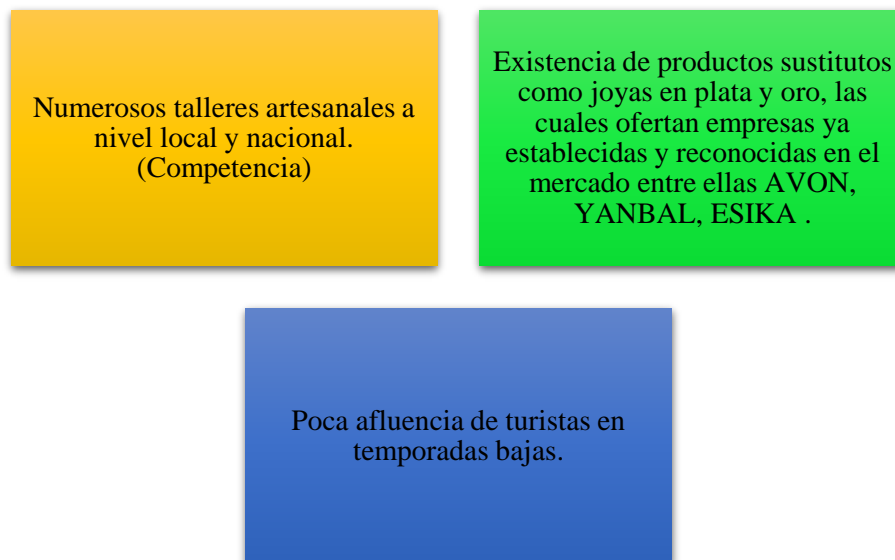 Numerosos talleres artesanales a
nivel local y nacional.
(Competencia)
Existencia de productos sustitutos
como joyas en plata y oro, las
cuales ofertan empresas ya
establecidas y reconocidas en el
mercado entre ellas AVON,
YANBAL, ESIKA .
Poca afluencia de turistas en
temporadas bajas.